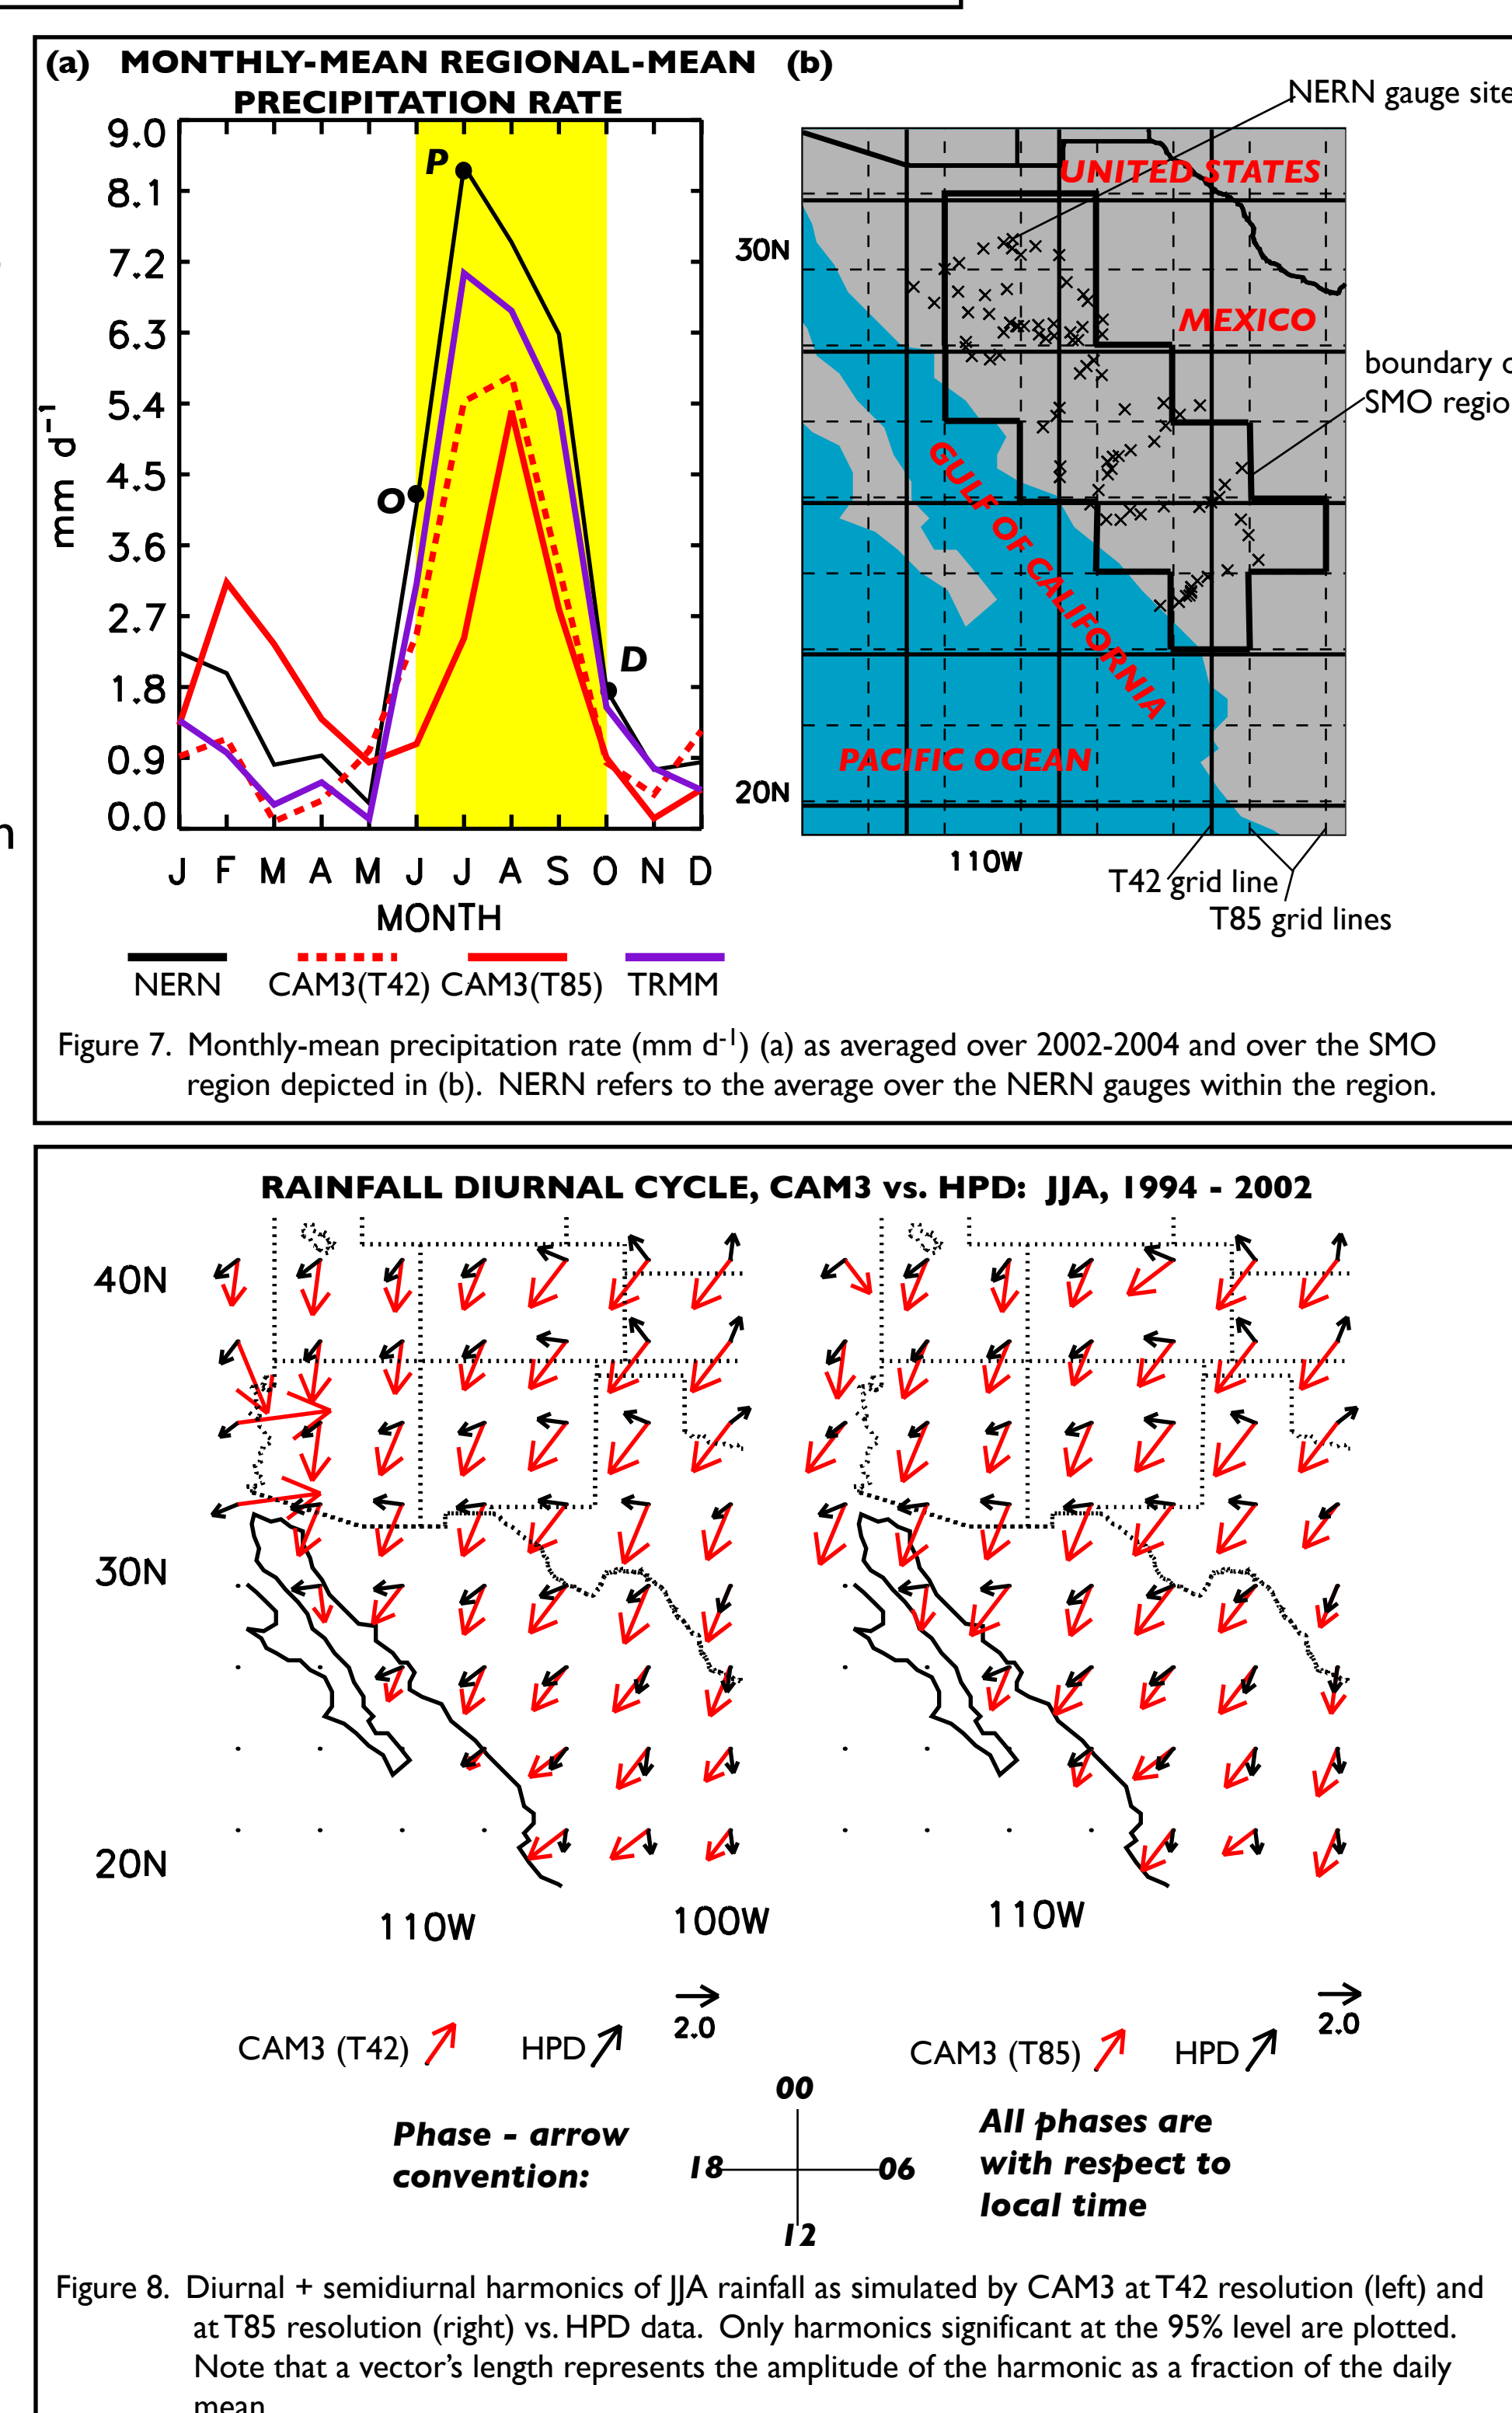 (a) MONTHLY-MEAN REGIONAL-MEAN
PRECIPITATION RATE
9.0
8.1
7.2
6.3
5.4
4.5
3.6
2.7
1.8
0.9
0.0
mm d-1
P
O
D
J F M A M J J A S O N D
MONTH
NERN CAM3(T42) CAM3(T85) TRMM
(b)
NERN gauge site
UNITED STATES
30N
MEXICO
boundary o
SMO regio
GULF OF CALIFORNIA
PACIFIC OCEAN
20N
110W
T42 grid line
T85 grid lines
Figure 7. Monthly-mean precipitation rate (mm d-1) (a) as averaged over 2002-2004 and over the SMO
region depicted in (b). NERN refers to the average over the NERN gauges within the region.
RAINFALL DIURNAL CYCLE, CAM3 vs. HPD: JJA, 1994 - 2002
40N
30N
20N
110W 100W 110W
2.0 2.0
CAM3 (T42) HPD CAM3 (T85) HPD
Phase - arrow
convention:
00
18 06
12
All phases are
with respect to
local time
Figure 8. Diurnal + semidiurnal harmonics of JJA rainfall as simulated by CAM3 at T42 resolution (left) and
at T85 resolution (right) vs. HPD data. Only harmonics significant at the 95% level are plotted.
Note that a vector's length represents the amplitude of the harmonic as a fraction of the daily
mean